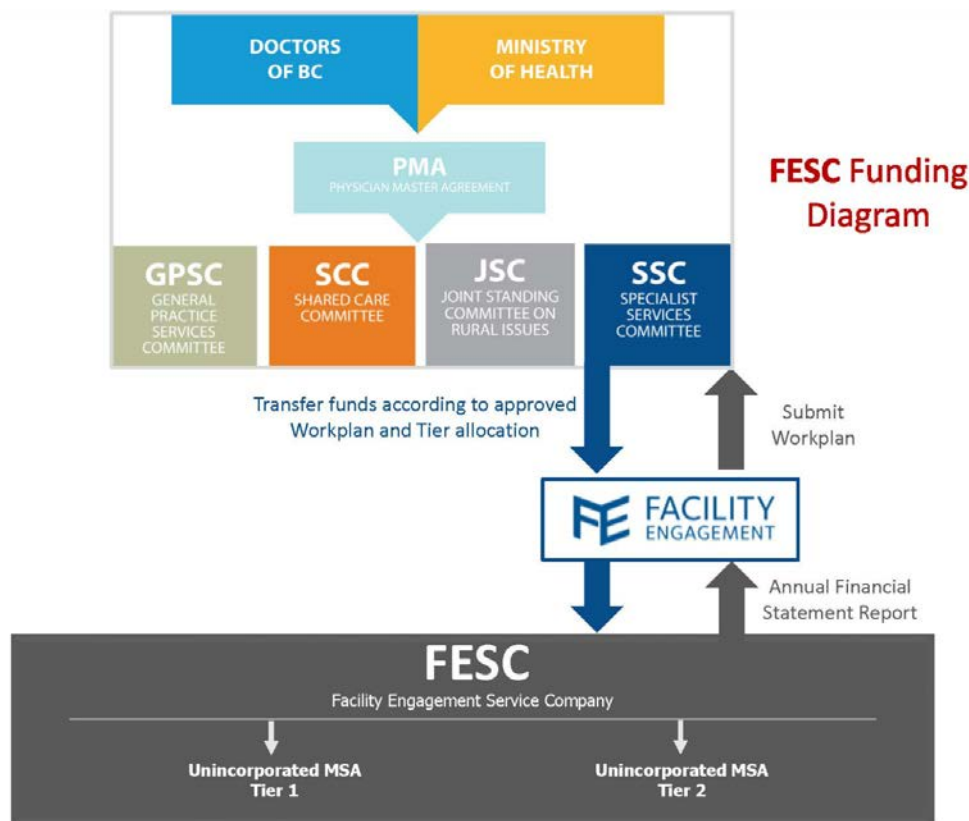 DOCTORS
OF BC
MINISTRY
OF HEALTH
PMA
PHYSICIAN MASTER AGREEMENT
FESC Funding
Diagram
GPSC
GENERAL
PRACTICE
SERVICES
COMMITTEE
SCC
SHARED CARE
COMMITTEE
JSC
JOINT STANDING
COMMITTEE ON
RURAL ISSUES
SSC
SPECIALIST
SERVICES
COMMITTEE
Transfer funds according to approved
Workplan and Tier allocation
Submit
Workplan
FE FACILITY
ENGAGEMENT
Annual Financial
Statement Report
FESC
Facility Engagement Service Company
Unincorporated MSA
Tier 1
Unincorporated MSA
Tier 2